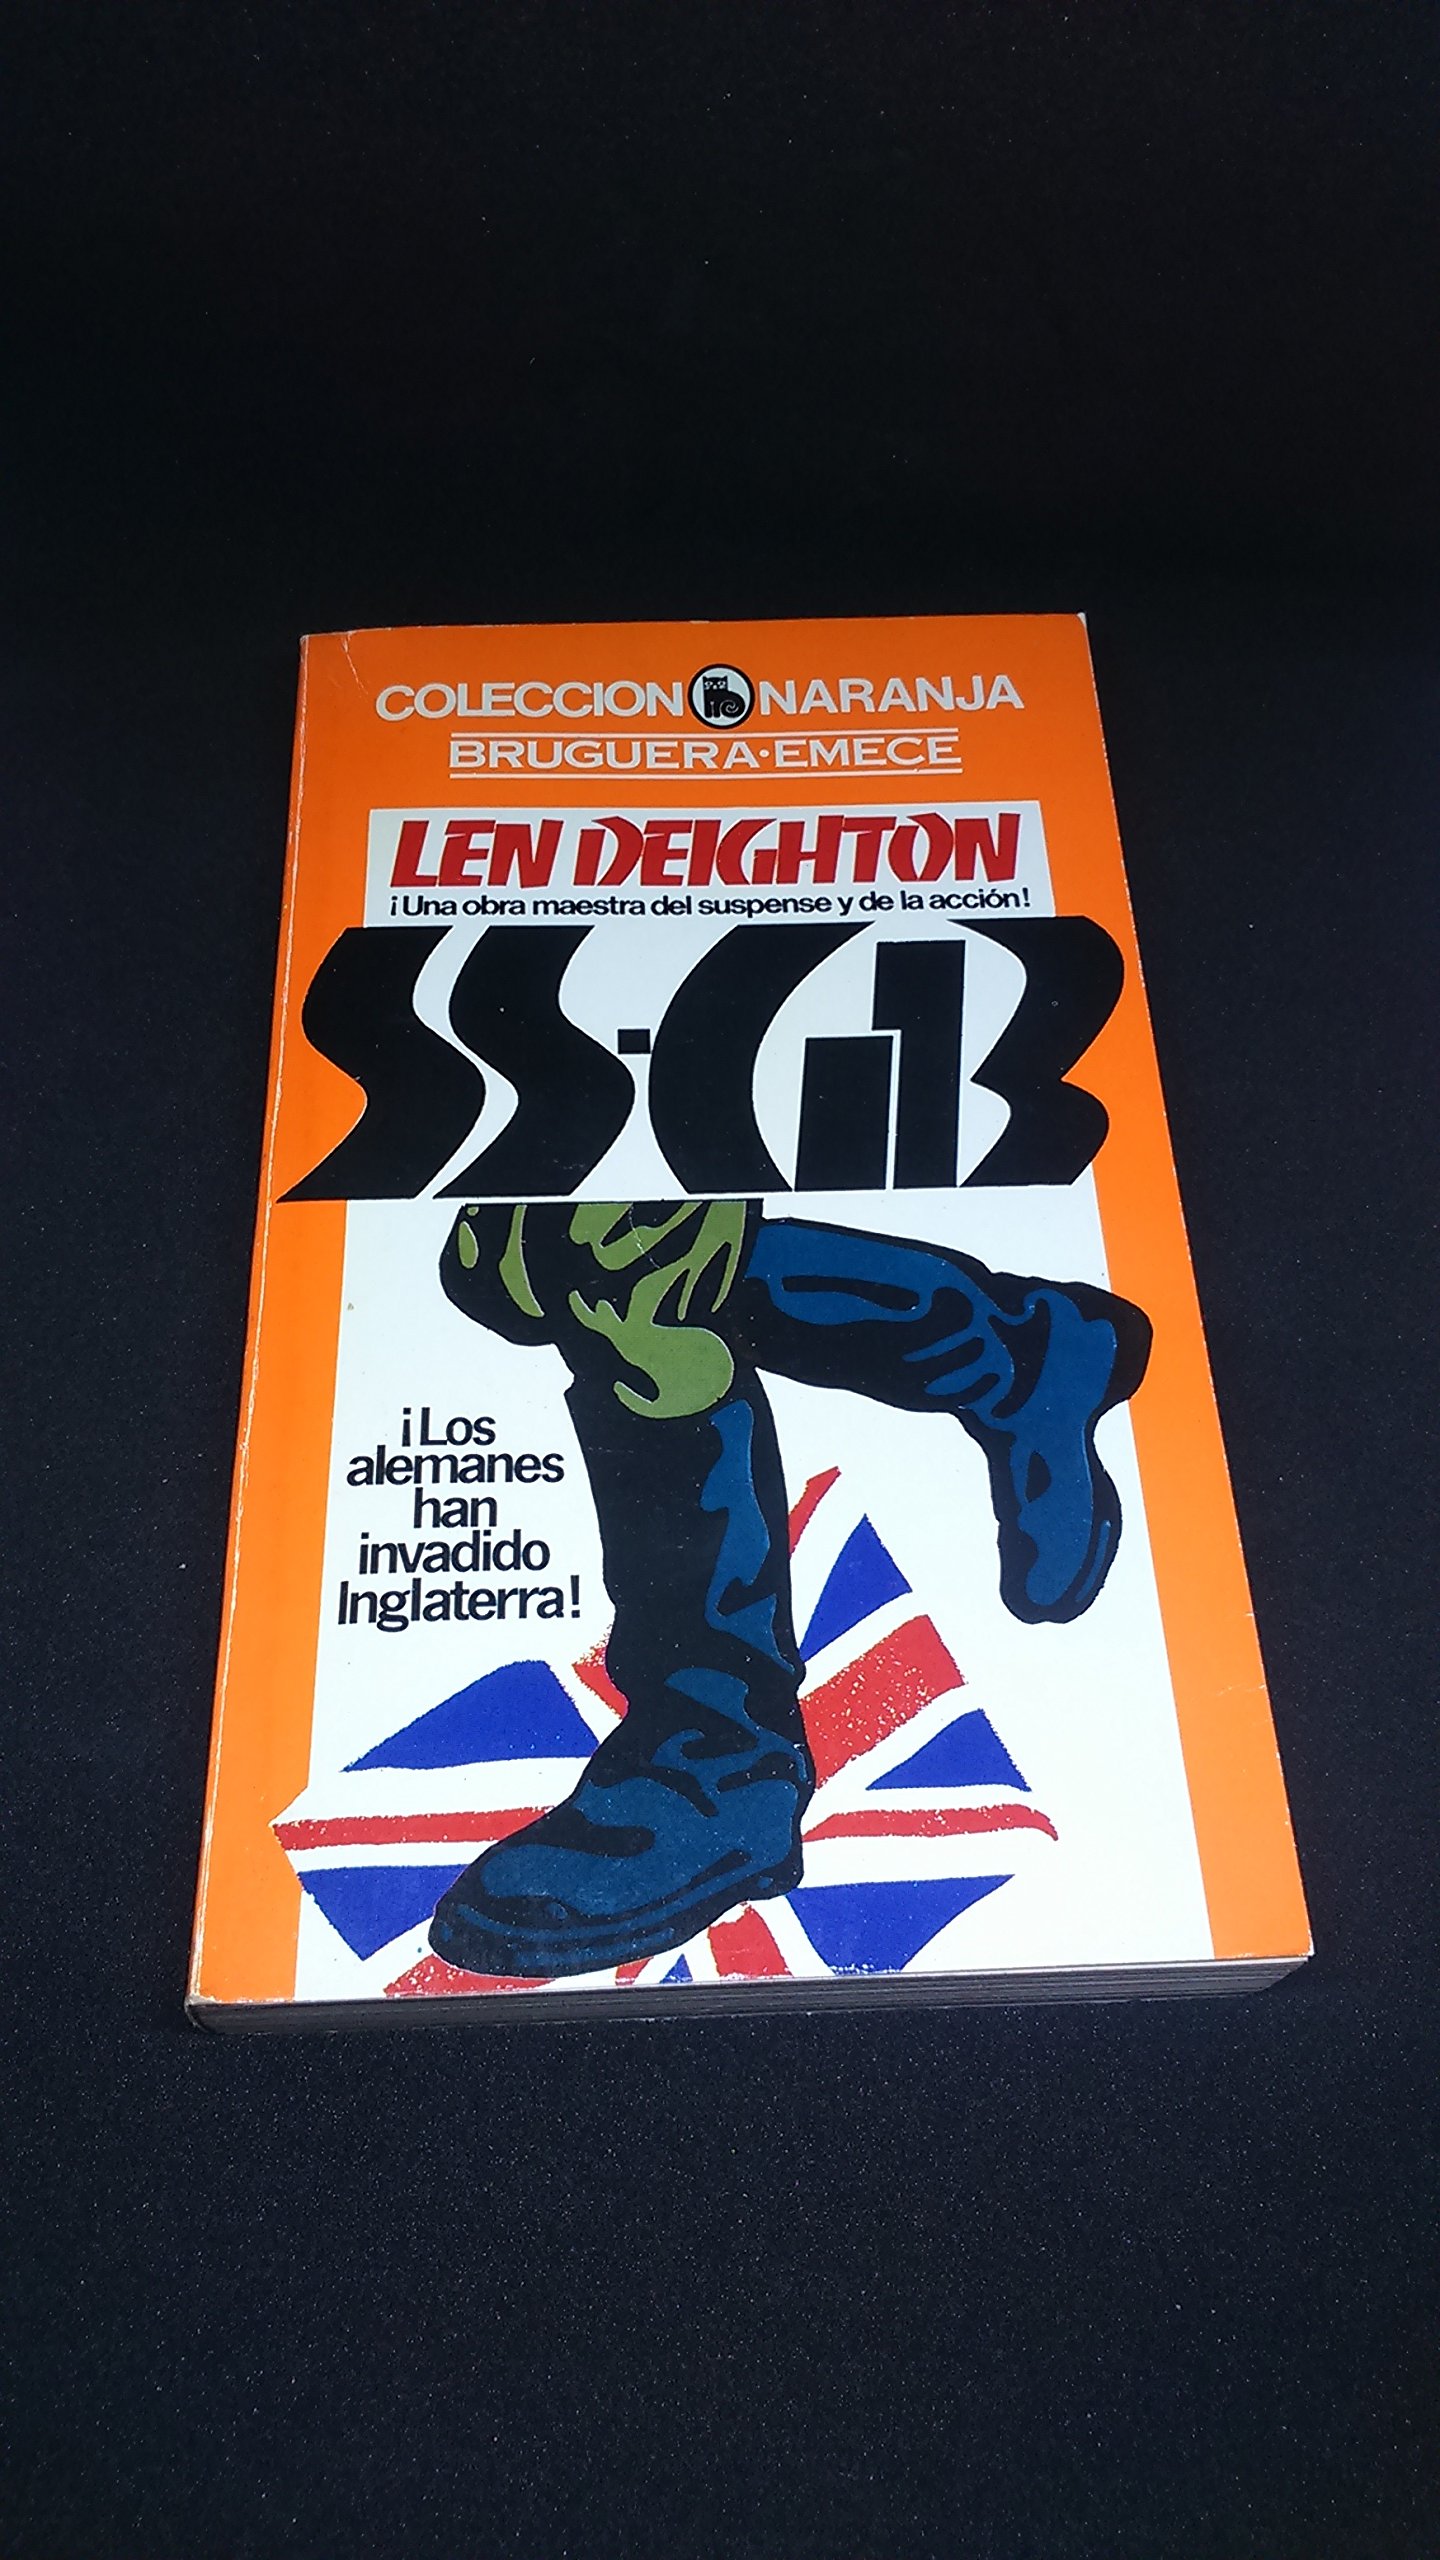 COLECCION NARANJA
BRUGUERA·EMECE
LEN DEIGHTON
¡Una obra maestra del suspense y de la acción!
SS-GB
¡Los
alemanes
han
invadido
Inglaterra!